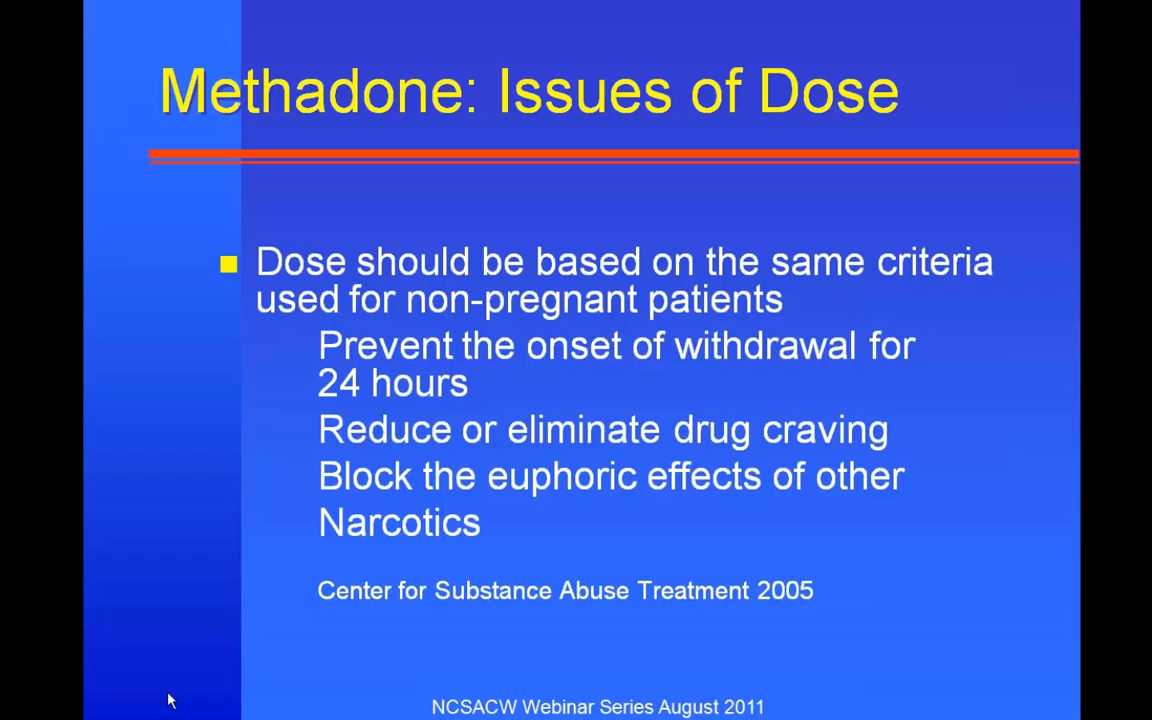 Methadone: Issues of Dose
Dose should be based on the same criteria
used for non-pregnant patients
Prevent the onset of withdrawal for
24 hours
Reduce or eliminate drug craving
Block the euphoric effects of other
Narcotics
Center for Substance Abuse Treatment 2005
NCSACW Webinar Series August 2011